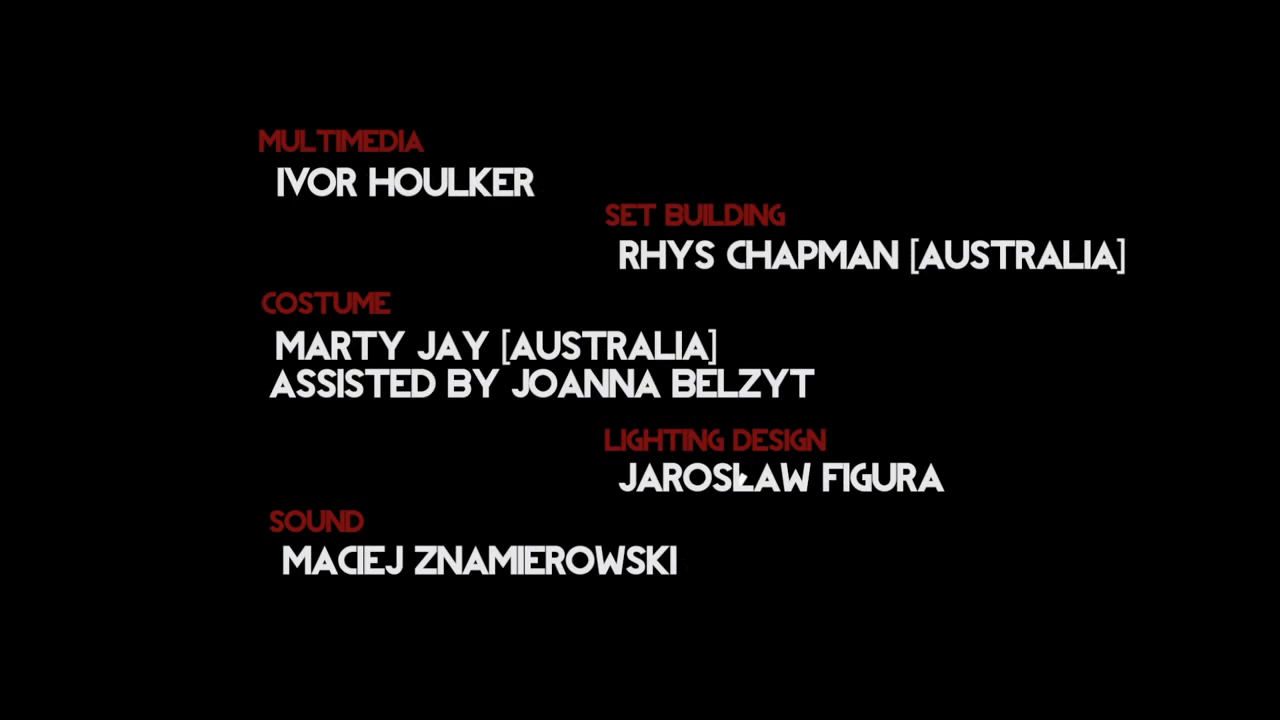 MULTIMEDIA
IVOR HOULKER
SET BUILDING
RHYS CHAPMAN [AUSTRALIA]
COSTUME
MARTY JAY [AUSTRALIA]
ASSISTED BY JOANNA BELZYT
LIGHTING DESIGN
JAROSŁAW FIGURA
SOUND
MACIEJ ZNAMIEROWSKI